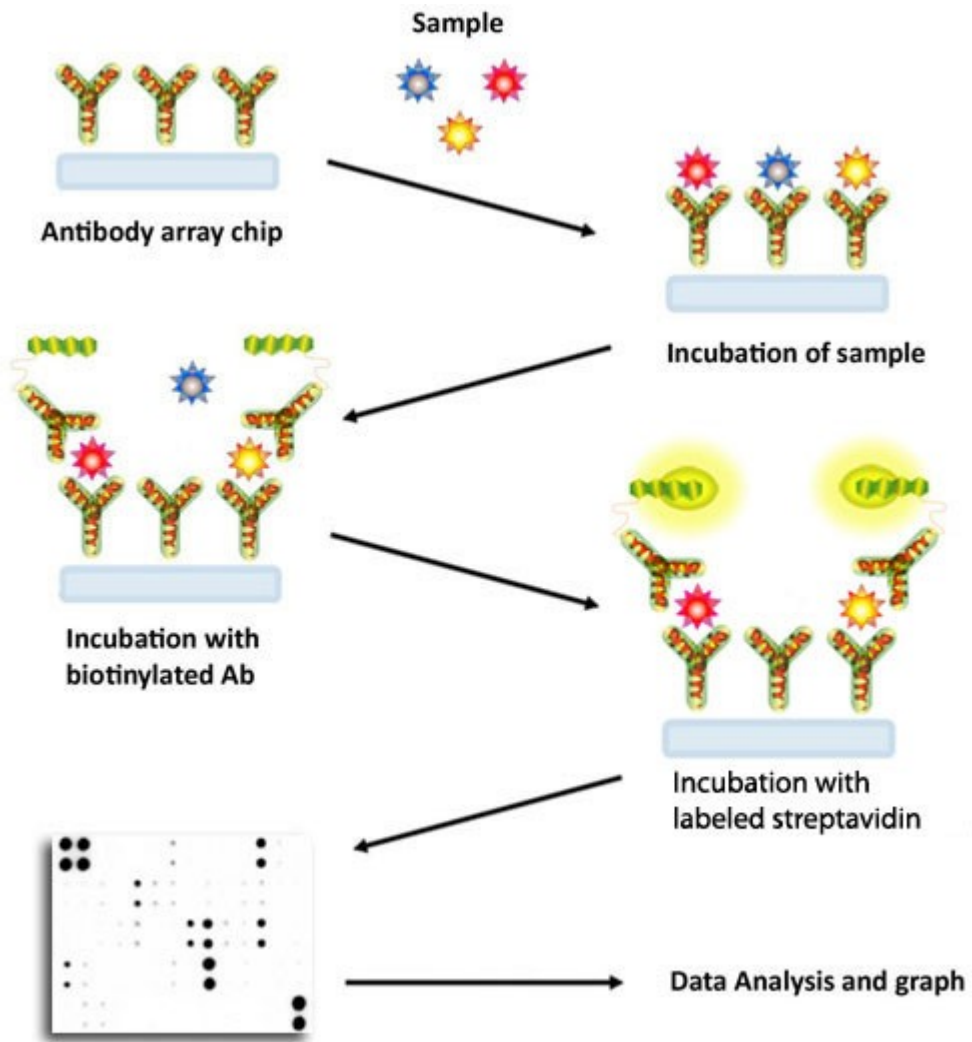 Sample
Antibody array chip
Incubation of sample
Incubation with
biotinylated Ab
Incubation with
labeled streptavidin
Data Analysis and graph